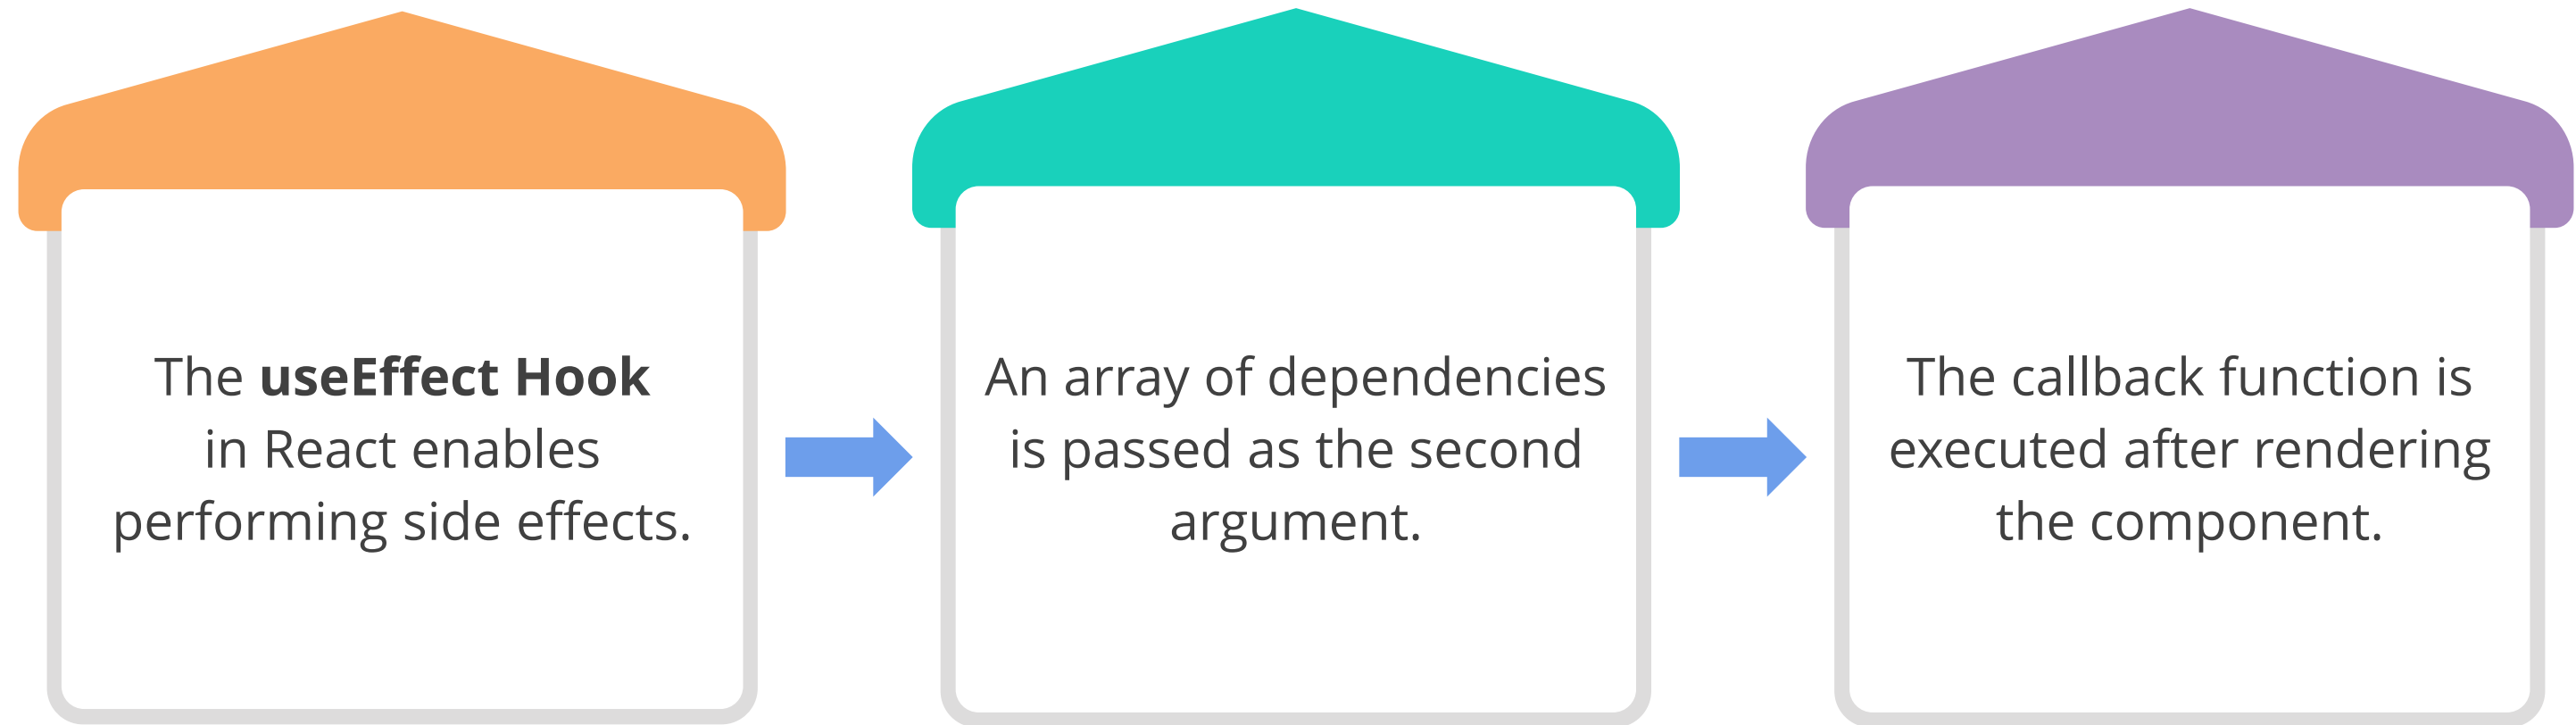 The useEffect Hook
in React enables
performing side effects.
An array of dependencies
is passed as the second
argument.
The callback function is
executed after rendering
the component.